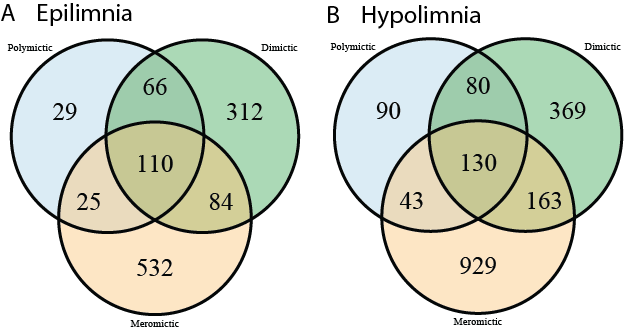 A Epilimnia
Polymictic
Dimictic
66
29
312
110
25
84
532
Meromictic
B Hypolimnia
Polymictic
Dimictic
80
90
369
130
43
163
929
Meromictic